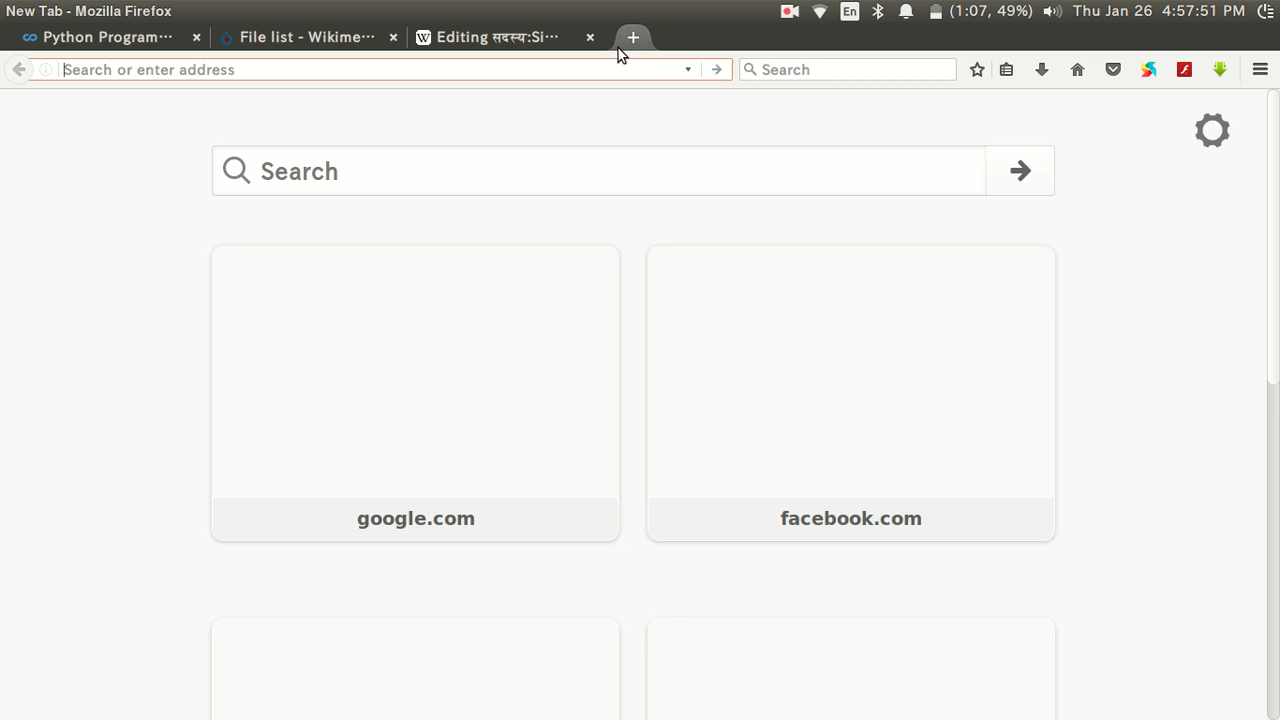 New Tab - Mozilla Firefox
En
(1:07, 49%)
Thu Jan 26 4:57:51 PM
Python Program···
File list - Wikime···
Editing सदस्य:Si···
Search or enter address
Search
Search
google.com
facebook.com